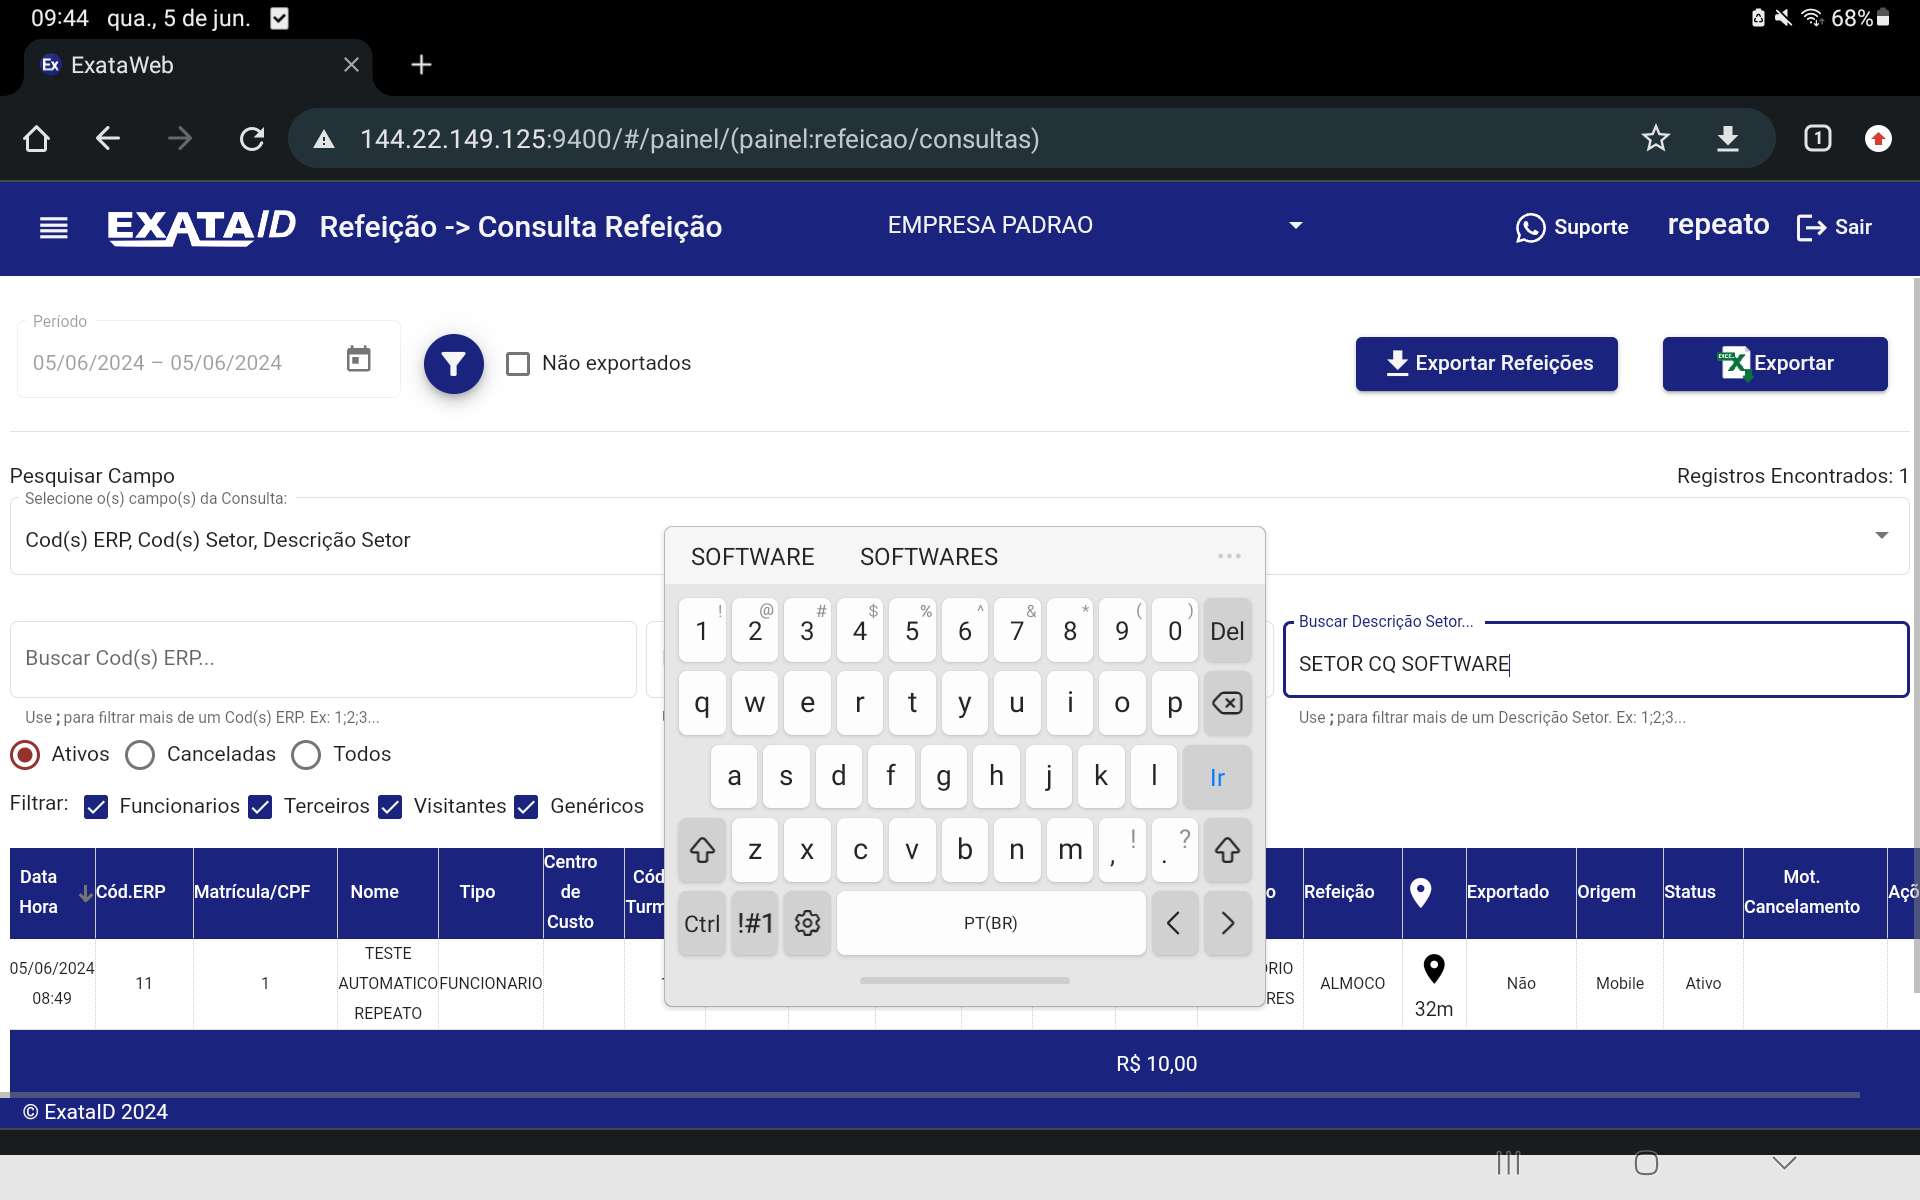 09:44 qua., 5 de jun. 68%
Ex ExataWeb
144.22.149.125:9400/#/painel/(painel:refeicao/consultas) 1
EXATAID Refeição -> Consulta Refeição EMPRESA PADRAO Suporte repeato Sair
Período
05/06/2024 – 05/06/2024 Não exportados Exportar Refeições Exportar
Pesquisar Campo Registros Encontrados: 1
Selecione o(s) campo(s) da Consulta:
Cod(s) ERP, Cod(s) Setor, Descrição Setor
SOFTWARE SOFTWARES
! @ # $ % ^ & * ( )
1 2 3 4 5 6 7 8 9 0 Del
q w e r t y u i o p
a s d f g h j k l Ir
z x c v b n m , ! . ?
Ctrl !#1 PT(BR) < >
Buscar Descrição Setor...
Buscar Cod(s) ERP... SETOR CQ SOFTWARE
Use ; para filtrar mais de um Cod(s) ERP. Ex: 1;2;3... Use ; para filtrar mais de um Descrição Setor. Ex: 1;2;3...
Ativos Canceladas Todos
Filtrar: Funcionarios Terceiros Visitantes Genéricos
Data Hora Cód.ERP Matrícula/CPF Nome Tipo Centro de Custo Cód Turm o Refeição Exportado Origem Status Mot. Cancelamento Açõ
05/06/2024 08:49 11 1 TESTE AUTOMATICO REPEATO FUNCIONARIO RIO RES ALMOCO 32m Não Mobile Ativo
R$ 10,00
© ExataID 2024